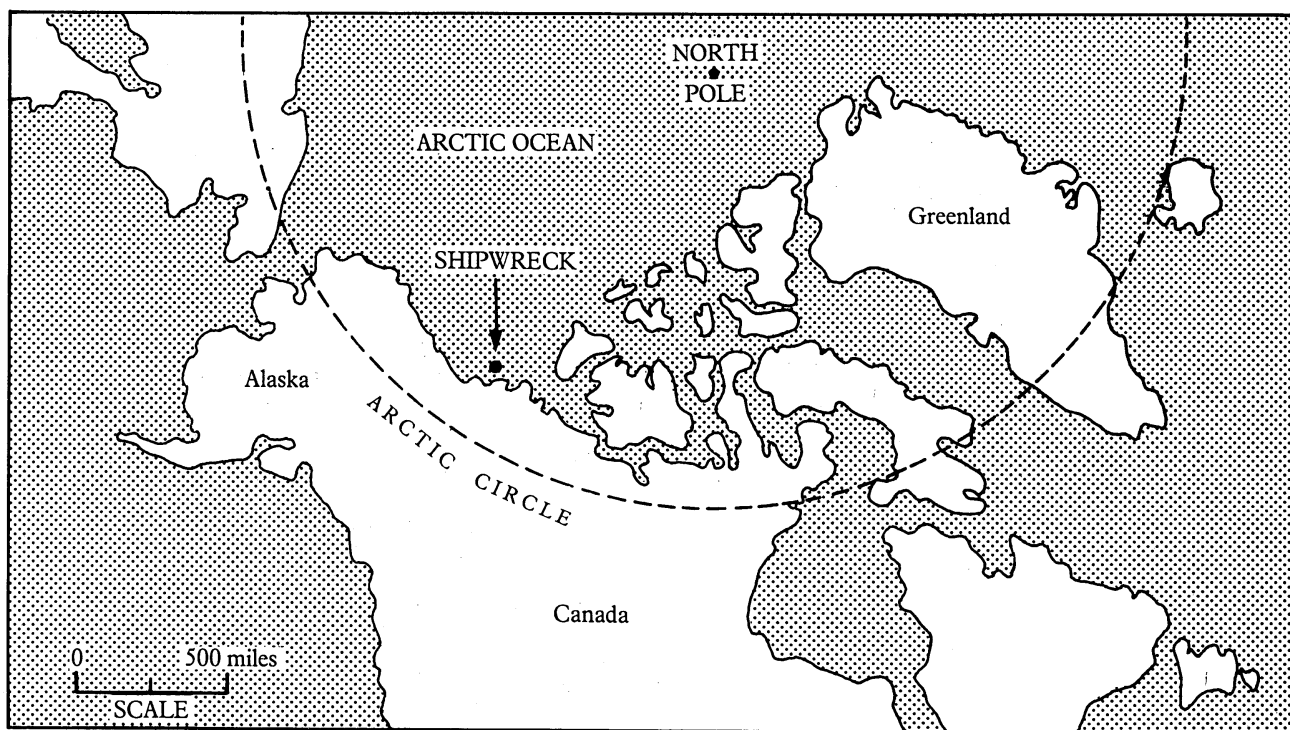 NORTH
POLE
ARCTIC OCEAN
Greenland
SHIPWRECK
Alaska
ARCTIC CIRCLE
Canada
0 500 miles
SCALE